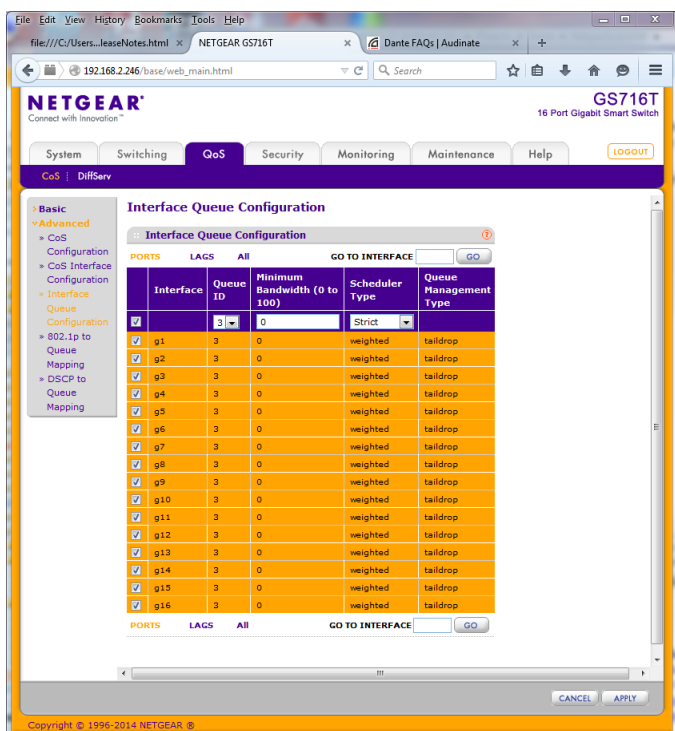 File Edit View History Bookmarks Tools Help
file:///C:/Users...leaseNotes.html × NETGEAR GS716T × Dante FAQs | Audinate × +
192.168.2.246/base/web_main.html Search
NETGEAR®
Connect with Innovation™
GS716T
16 Port Gigabit Smart Switch
System Switching QoS Security Monitoring Maintenance Help LOGOUT
CoS | DiffServ
Basic
Advanced
» CoS
Configuration
» CoS Interface
Configuration
» Interface
Queue
Configuration
» 802.1p to
Queue
Mapping
» DSCP to
Queue
Mapping
Interface Queue Configuration
Interface Queue Configuration ?
PORTS LAGS All GO TO INTERFACE GO
Interface Queue ID Minimum Bandwidth (0 to 100) Scheduler Type Queue Management Type
3 0 Strict
g1 3 0 weighted taildrop
g2 3 0 weighted taildrop
g3 3 0 weighted taildrop
g4 3 0 weighted taildrop
g5 3 0 weighted taildrop
g6 3 0 weighted taildrop
g7 3 0 weighted taildrop
g8 3 0 weighted taildrop
g9 3 0 weighted taildrop
g10 3 0 weighted taildrop
g11 3 0 weighted taildrop
g12 3 0 weighted taildrop
g13 3 0 weighted taildrop
g14 3 0 weighted taildrop
g15 3 0 weighted taildrop
g16 3 0 weighted taildrop
PORTS LAGS All GO TO INTERFACE GO
CANCEL APPLY
Copyright © 1996-2014 NETGEAR ®